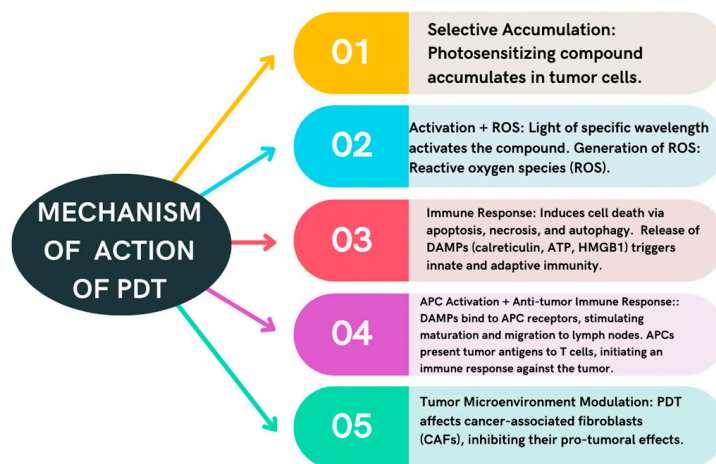 MECHANISM
OF ACTION
OF PDT
01
Selective Accumulation:
Photosensitizing compound
accumulates in tumor cells.
02
Activation + ROS: Light of specific wavelength
activates the compound. Generation of ROS:
Reactive oxygen species (ROS).
03
Immune Response: Induces cell death via
apoptosis, necrosis, and autophagy. Release of
DAMPs (calreticulin, ATP, HMGB1) triggers
innate and adaptive immunity.
04
APC Activation + Anti-tumor Immune Response::
DAMPs bind to APC receptors, stimulating
maturation and migration to lymph nodes. APCs
present tumor antigens to T cells, initiating an
immune response against the tumor.
05
Tumor Microenvironment Modulation: PDT
affects cancer-associated fibroblasts
(CAFs), inhibiting their pro-tumoral effects.